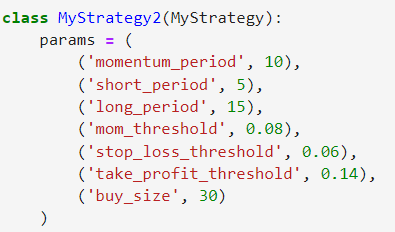 class MyStrategy2(MyStrategy):
    params = (
        ('momentum_period', 10),
        ('short_period', 5),
        ('long_period', 15),
        ('mom_threshold', 0.08),
        ('stop_loss_threshold', 0.06),
        ('take_profit_threshold', 0.14),
        ('buy_size', 30)
    )